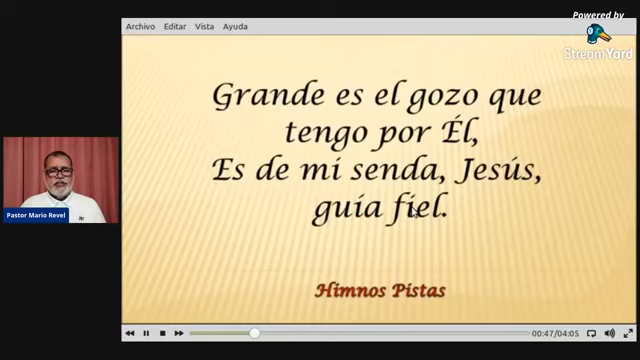 Powered by
StreamYard
Archivo Editar Vista Ayuda
Grande es el gozo que
tengo por Él,
Es de mi senda, Jesús,
guía fiel.
Himnos Pistas
Pastor Mario Revel
00:47/04:05